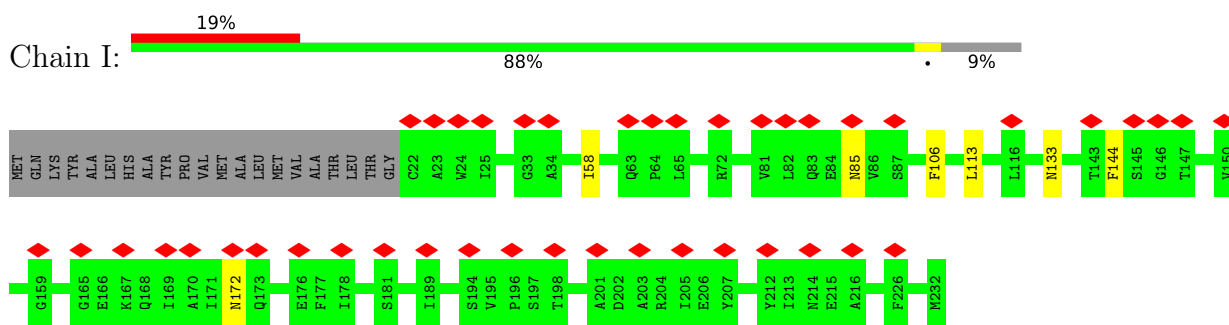 19%
Chain I:
88%
•
9%
MET GLN LYS TYR ALA LEU HIS ALA TYR PRO VAL MET ALA LEU MET VAL ALA THR LEU THR GLY C22 A23 W24 I25 G33 A34 I58 Q63 P64 L65 R72 V81 L82 Q83 E84 N85 V86 S87 F106 L113 L116 N133 T143 F144 S145 G146 T147 V150
G159 G165 E166 K167 Q168 I169 A170 I171 N172 Q173 E176 F177 I178 S181 I189 S194 V195 P196 S197 T198 A201 D202 A203 R204 I205 E206 Y207 Y212 I213 N214 E215 A216 F226 M232